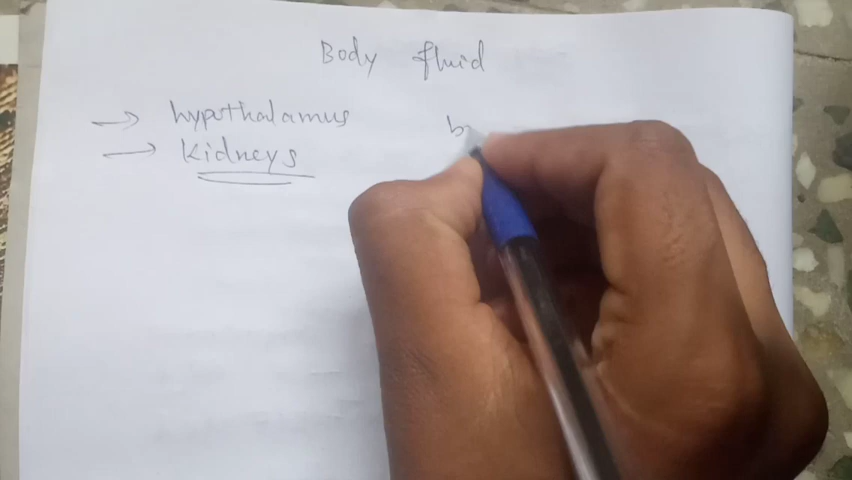 Body fluid
→ hypothalamus
→ Kidneys
b